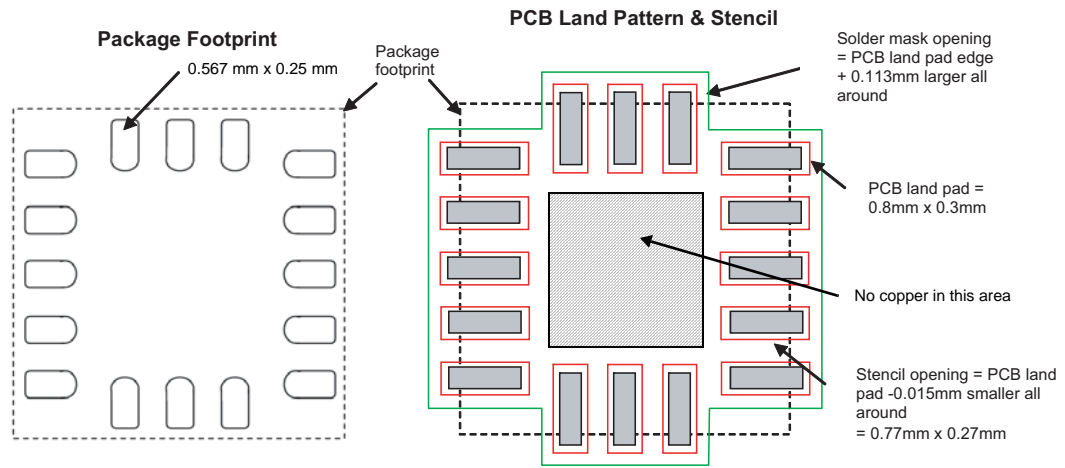 PCB Land Pattern & Stencil
Package Footprint
0.567 mm x 0.25 mm
Package
footprint
Solder mask opening
= PCB land pad edge
+ 0.113mm larger all
around
PCB land pad =
0.8mm x 0.3mm
No copper in this area
Stencil opening = PCB land
pad -0.015mm smaller all
around
= 0.77mm x 0.27mm